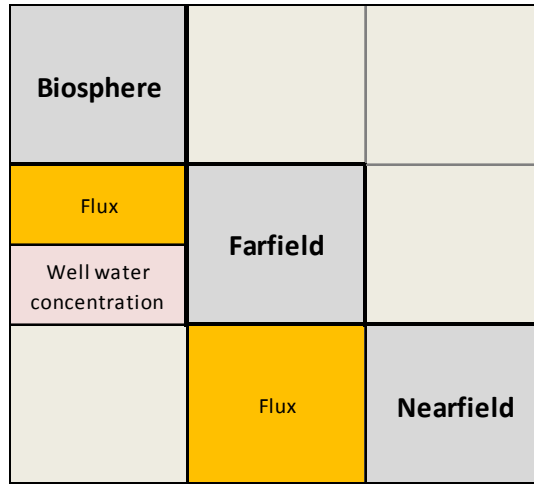 Biosphere
Flux
Farfield
Well water
concentration
Flux
Nearfield